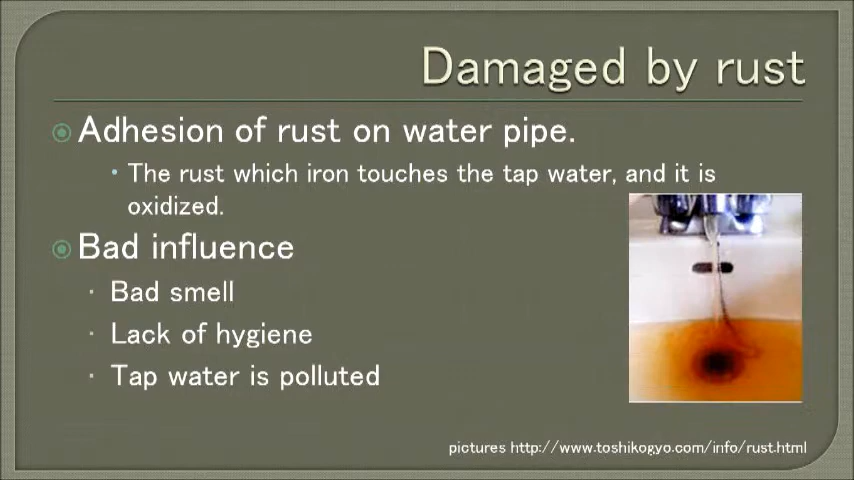 Damaged by rust
Adhesion of rust on water pipe.
The rust which iron touches the tap water, and it is
oxidized.
Bad influence
Bad smell
Lack of hygiene
Tap water is polluted
pictures http://www.toshikogyo.com/info/rust.html